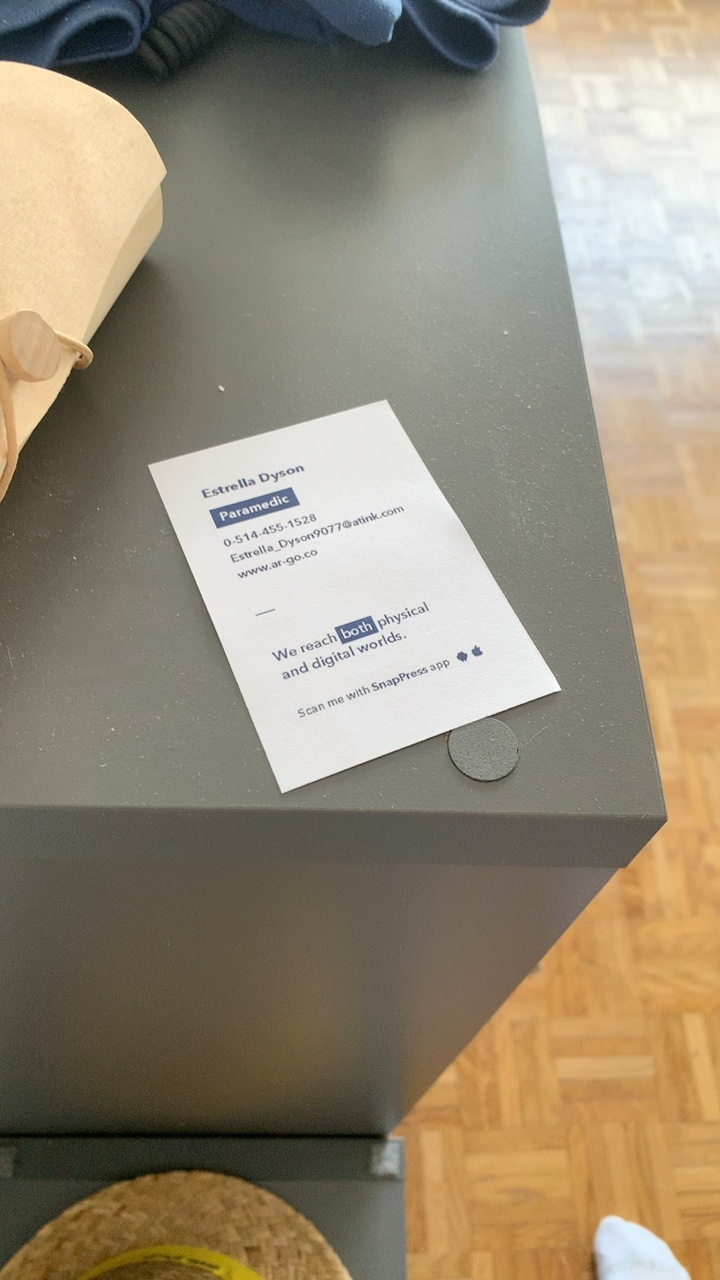 Estrella Dyson
Paramedic
0-514-455-1528
Estrella_Dyson9077@atink.com
www.ar-go.co
We reach both physical
and digital worlds.
Scan me with SnapPress app